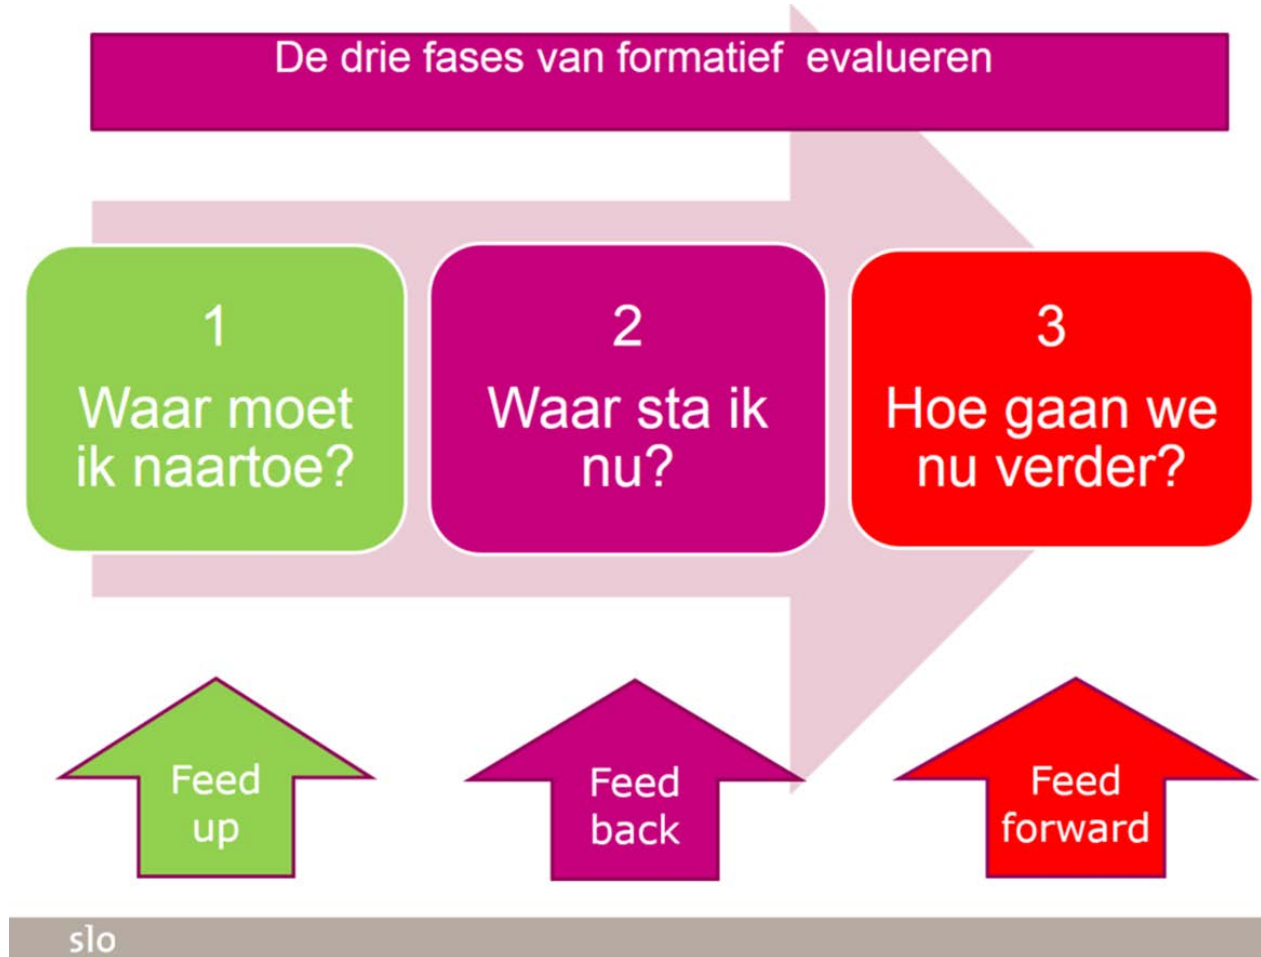 De drie fases van formatief evalueren
1
Waar moet
ik naartoe?
2
Waar sta ik
nu?
3
Hoe gaan we
nu verder?
Feed
up
Feed
back
Feed
forward
slo